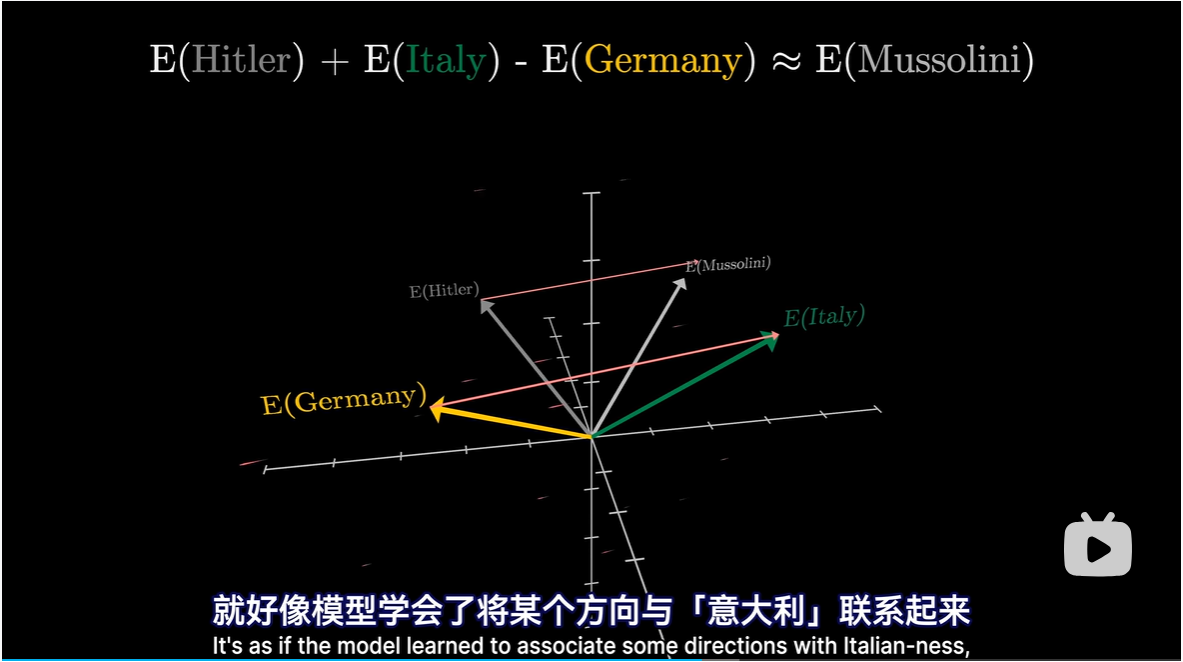 E(Hitler) + E(Italy) - E(Germany) ≈ E(Mussolini)
E(Mussolini)
E(Hitler)
E(Italy)
E(Germany)
就好像模型学会了将某个方向与「意大利」联系起来
It's as if the model learned to associate some directions with Italian-ness,